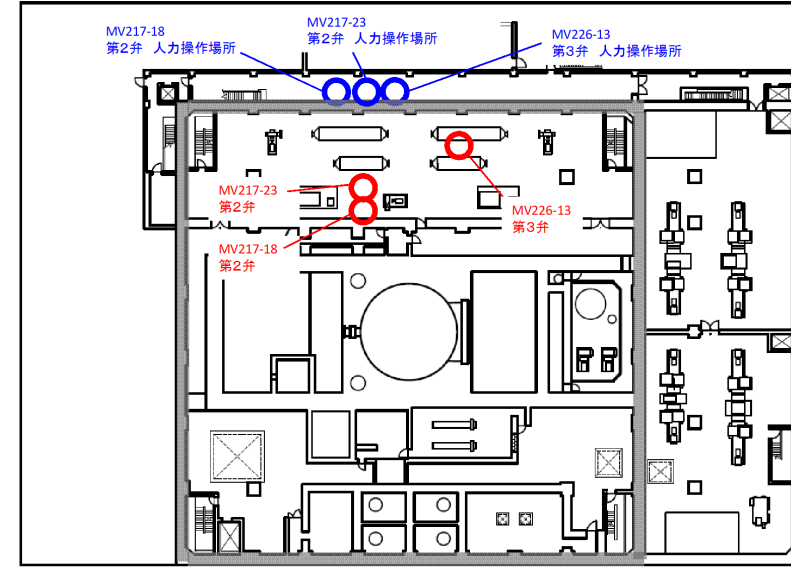 MV217-23
第2弁　人力操作場所
MV217-18
第2弁　人力操作場所
MV226-13
第3弁　人力操作場所
MV217-23
第2弁
MV226-13
第3弁
MV217-18
第2弁